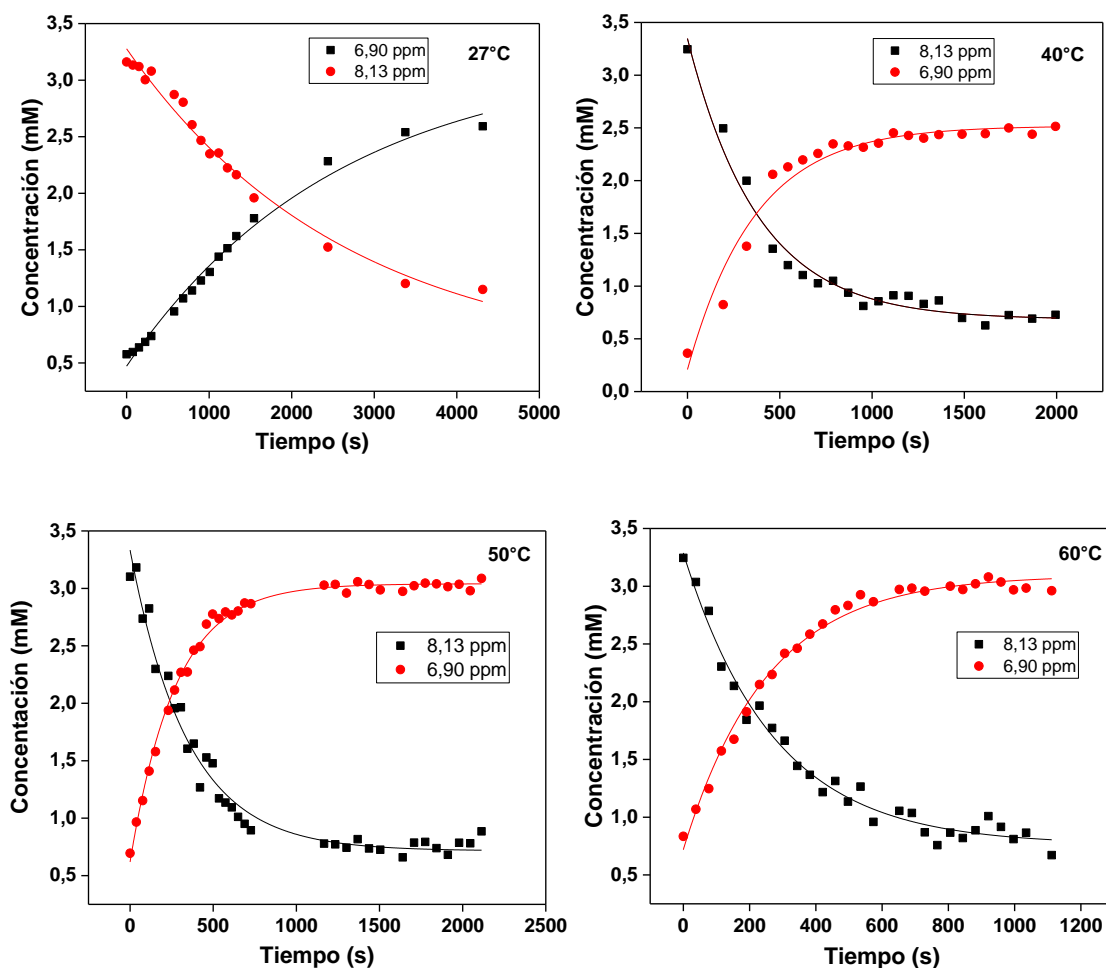 3,5
3,0
2,5
2,0
1,5
1,0
0,5
Concentración (mM)
6,90 ppm
8,13 ppm
27°C
0 1000 2000 3000 4000 5000
Tiempo (s)
3,5
3,0
2,5
2,0
1,5
1,0
0,5
0,0
Concentración (mM)
8,13 ppm
6,90 ppm
40°C
0 500 1000 1500 2000
Tiempo (s)
3,5
3,0
2,5
2,0
1,5
1,0
0,5
Concentación (mM)
50°C
8,13 ppm
6,90 ppm
0 500 1000 1500 2000 2500
Tiempo (s)
3,5
3,0
2,5
2,0
1,5
1,0
0,5
Concentración (mM)
60°C
8,13 ppm
6,90 ppm
0 200 400 600 800 1000 1200
Tiempo (s)